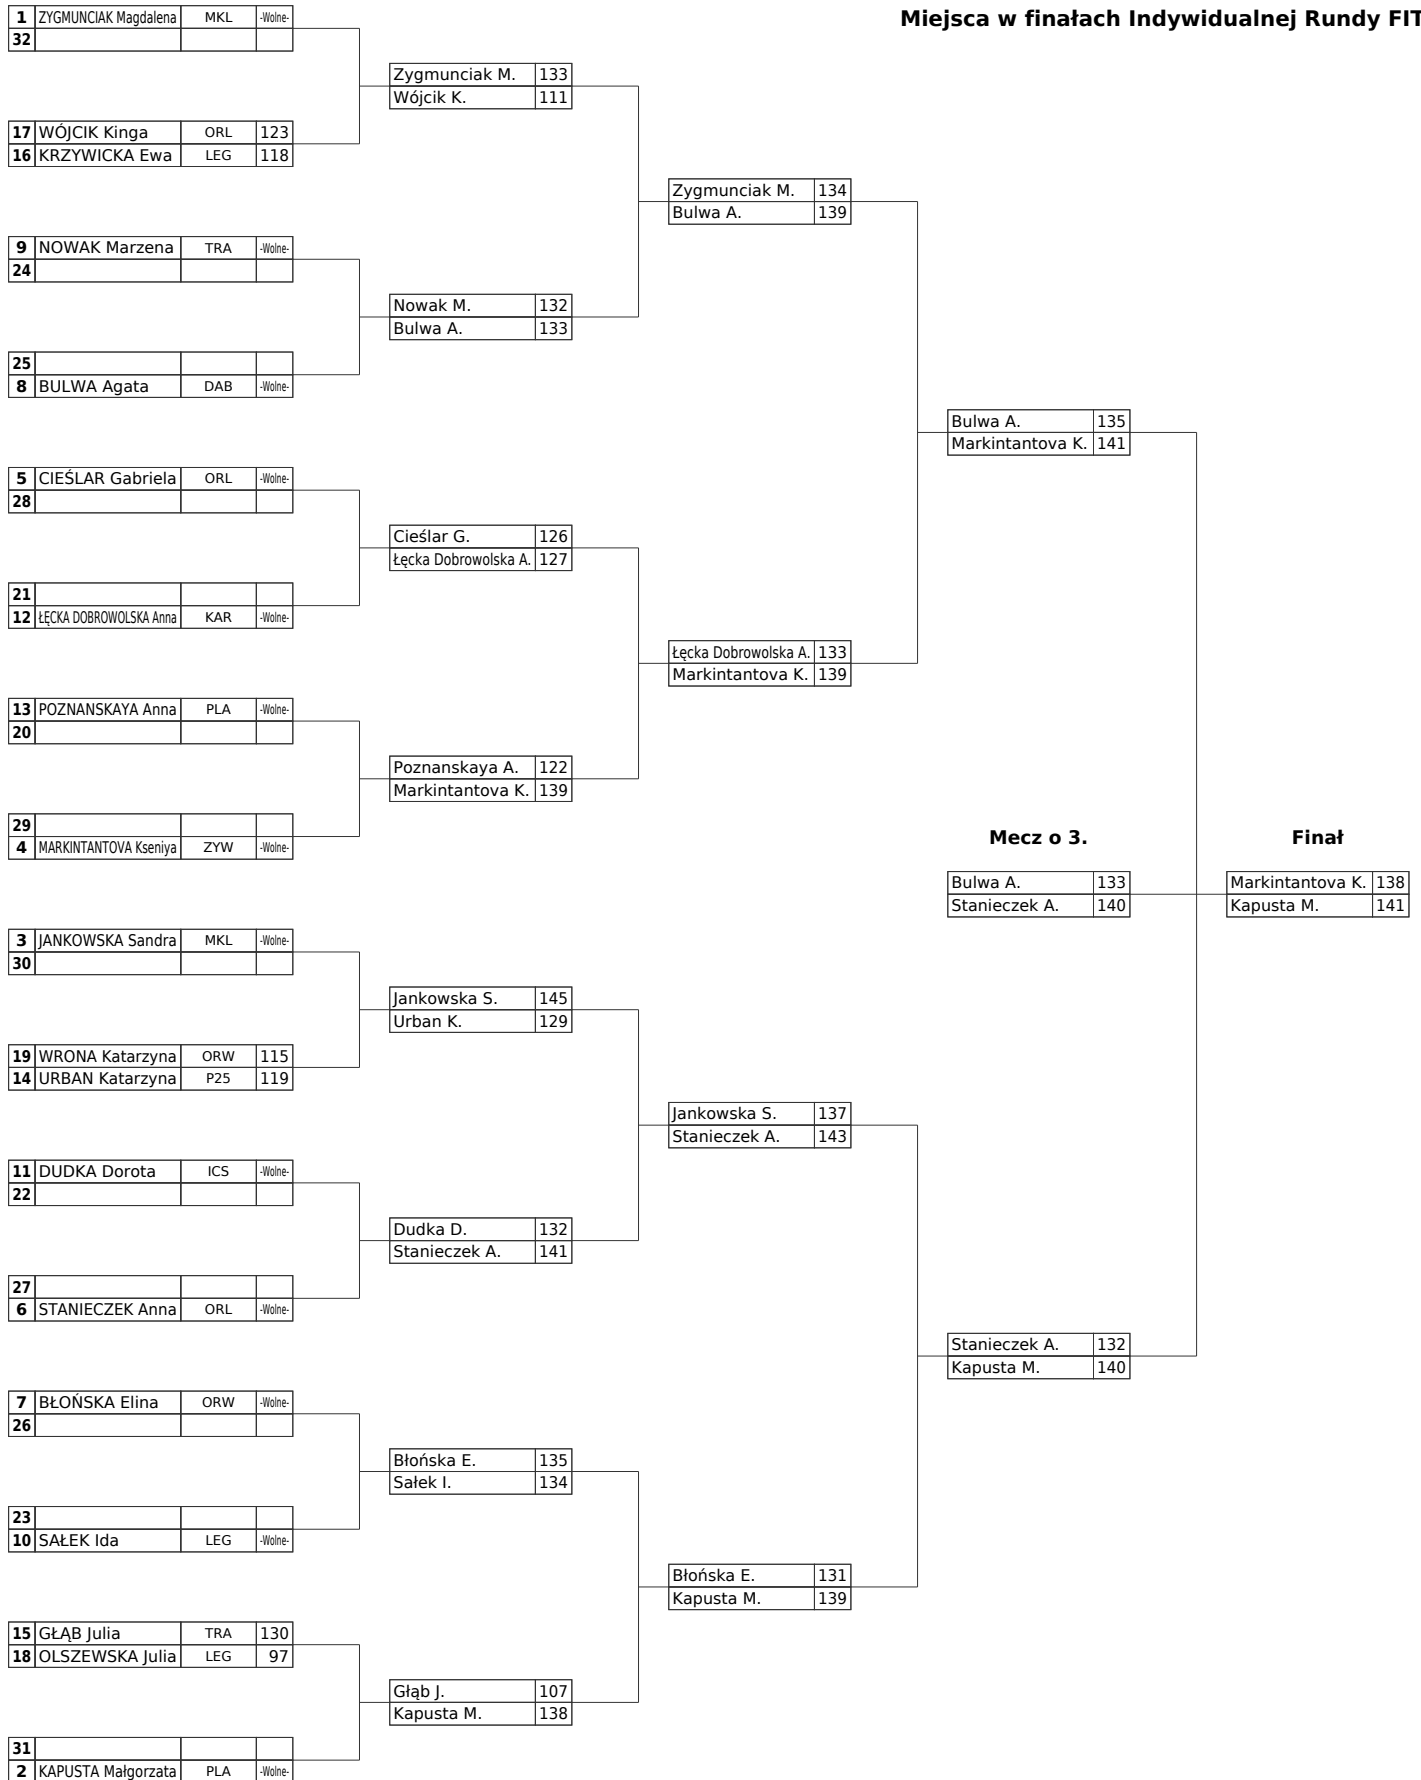 Miejsca w finałach Indywidualnej Rundy FIT
1 ZYGMUNCIAK Magdalena MKL -Wolne-
32
Zygmunciak M. 133
Wójcik K. 111
17 WÓJCIK Kinga ORL 123
16 KRZYWICKA Ewa LEG 118
Zygmunciak M. 134
Bulwa A. 139
9 NOWAK Marzena TRA -Wolne-
24
Nowak M. 132
Bulwa A. 133
25
8 BULWA Agata DAB -Wolne-
Bulwa A. 135
Markintantova K. 141
5 CIEŚLAR Gabriela ORL -Wolne-
28
Cieślar G. 126
Łęcka Dobrowolska A. 127
21
12 ŁĘCKA DOBROWOLSKA Anna KAR -Wolne-
Łęcka Dobrowolska A. 133
Markintantova K. 139
13 POZNANSKAYA Anna PLA -Wolne-
20
Poznanskaya A. 122
Markintantova K. 139
29
4 MARKINTANTOVA Kseniya ZYW -Wolne-
Mecz o 3. Finał
Bulwa A. 133 Markintantova K. 138
Stanieczek A. 140 Kapusta M. 141
3 JANKOWSKA Sandra MKL -Wolne-
30
Jankowska S. 145
Urban K. 129
19 WRONA Katarzyna ORW 115
14 URBAN Katarzyna P25 119
Jankowska S. 137
Stanieczek A. 143
11 DUDKA Dorota ICS -Wolne-
22
Dudka D. 132
Stanieczek A. 141
27
6 STANIECZEK Anna ORL -Wolne-
Stanieczek A. 132
Kapusta M. 140
7 BŁOŃSKA Elina ORW -Wolne-
26
Błońska E. 135
Sałek I. 134
23
10 SAŁEK Ida LEG -Wolne-
Błońska E. 131
Kapusta M. 139
15 GŁĄB Julia TRA 130
18 OLSZEWSKA Julia LEG 97
Głąb J. 107
Kapusta M. 138
31
2 KAPUSTA Małgorzata PLA -Wolne-